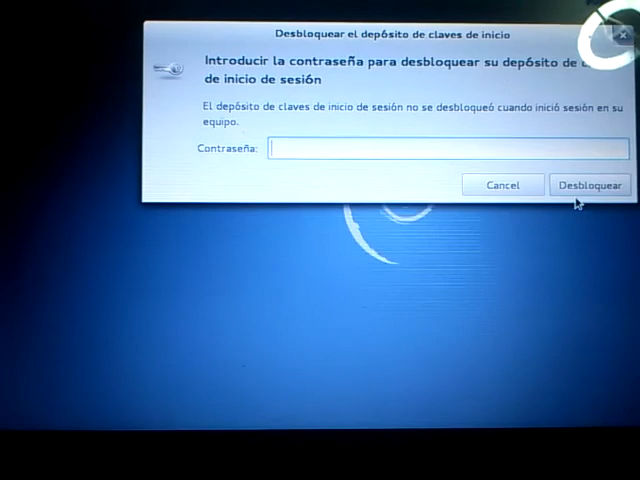 Desbloquear el depósito de claves de inicio
Introducir la contraseña para desbloquear su depósito de
de inicio de sesión
El depósito de claves de inicio de sesión no se desbloqueó cuando inició sesión en su
equipo.
Contraseña:
Cancel Desbloquear